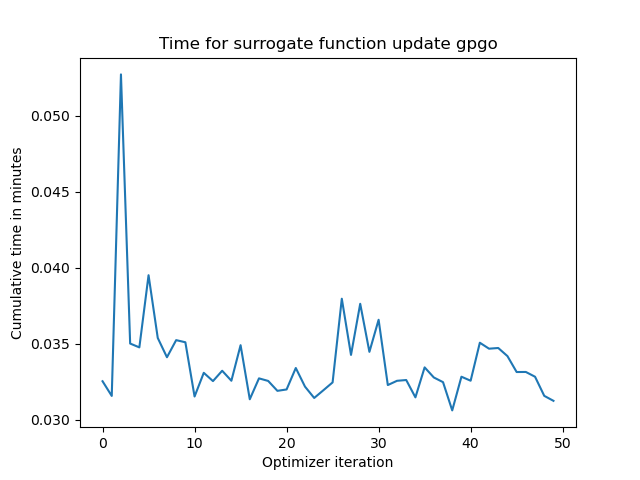 Time for surrogate function update gpgo
Cumulative time in minutes
0.050
0.045
0.040
0.035
0.030
0 10 20 30 40 50
Optimizer iteration